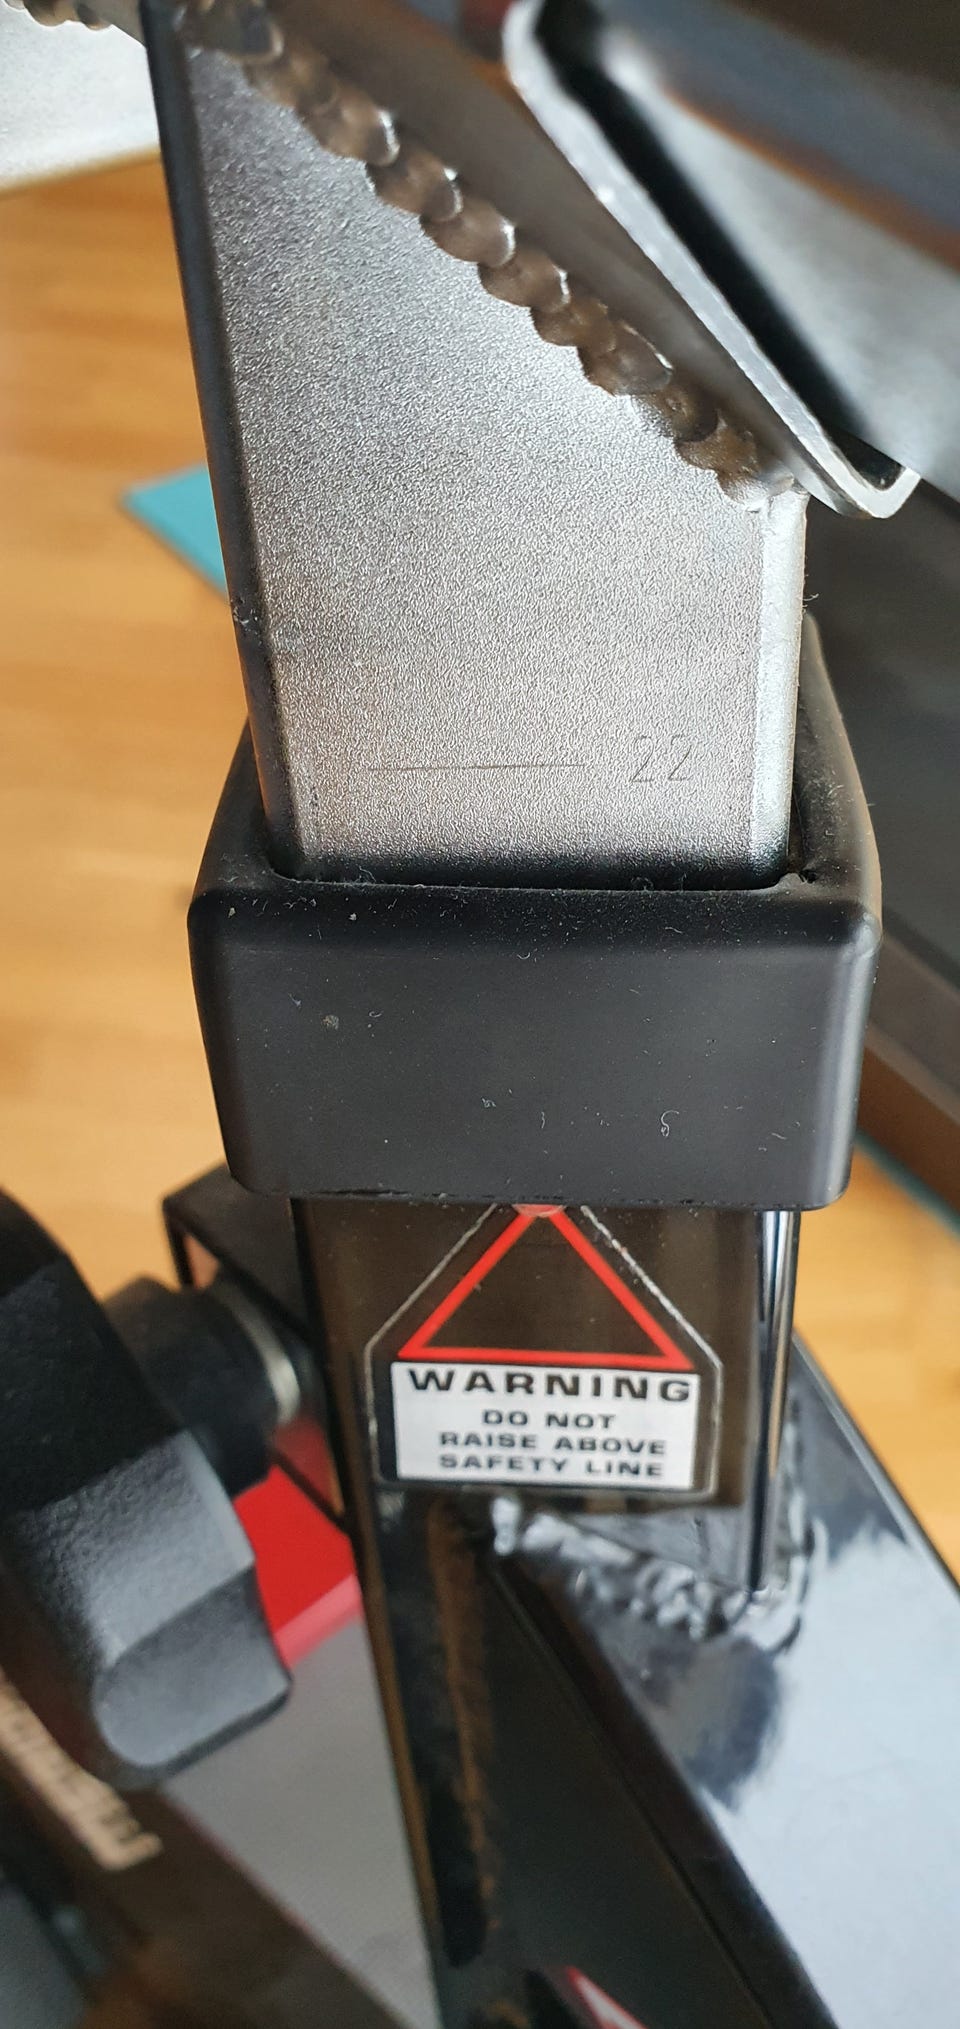 22
WARNING
DO NOT
RAISE ABOVE
SAFETY LINE